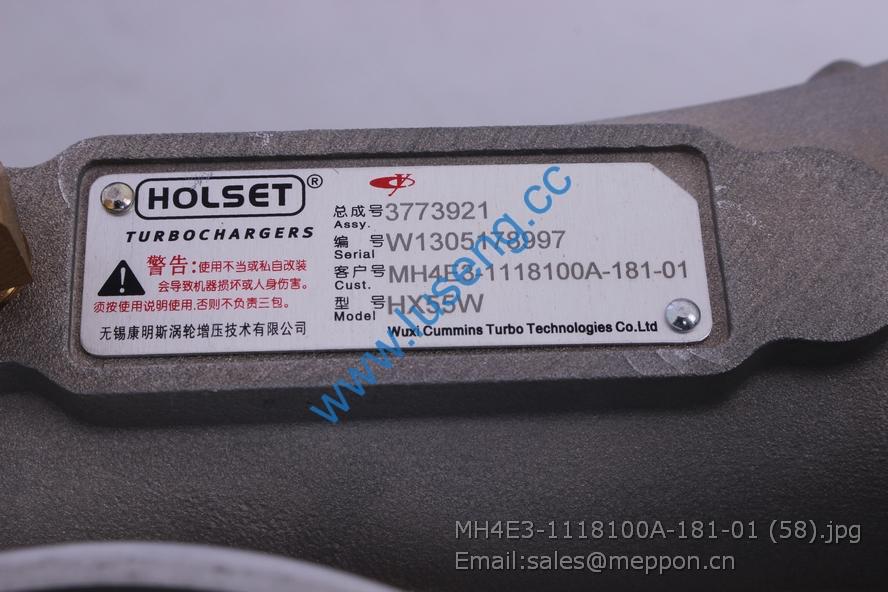 HOLSET®
TURBOCHARGERS
警告:使用不当或私自改装
会导致机器损坏或人身伤害。
须按使用说明使用,否则不负责三包。
无锡康明斯涡轮增压技术有限公司
总成号 3773921
Assy.
编 号 W1305178997
Serial
客户号 MH4E3-1118100A-181-01
Cust.
型 号 HX55W
Model
Wuxi Cummins Turbo Technologies Co.Ltd
www.luseng.cc
MH4E3-1118100A-181-01 (58).jpg
Email:sales@meppon.cn